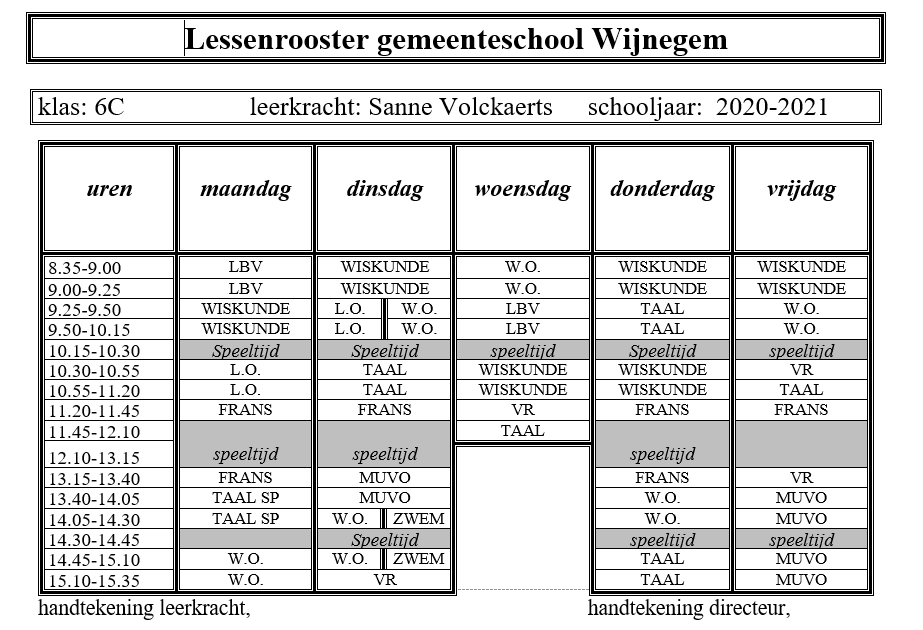 Lessenrooster gemeenteschool Wijnegem
klas: 6C leerkracht: Sanne Volckaerts schooljaar: 2020-2021
uren maandag dinsdag woensdag donderdag vrijdag
8.35-9.00 LBV WISKUNDE W.O. WISKUNDE WISKUNDE
9.00-9.25 LBV WISKUNDE W.O. WISKUNDE WISKUNDE
9.25-9.50 WISKUNDE L.O. W.O. LBV TAAL W.O.
9.50-10.15 WISKUNDE L.O. W.O. LBV TAAL W.O.
10.15-10.30 Speeltijd Speeltijd speeltijd Speeltijd speeltijd
10.30-10.55 L.O. TAAL WISKUNDE WISKUNDE VR
10.55-11.20 L.O. TAAL WISKUNDE WISKUNDE TAAL
11.20-11.45 FRANS FRANS VR FRANS FRANS
11.45-12.10 TAAL
12.10-13.15 speeltijd speeltijd speeltijd
13.15-13.40 FRANS MUVO FRANS VR
13.40-14.05 TAAL SP MUVO W.O. MUVO
14.05-14.30 TAAL SP W.O. ZWEM W.O. MUVO
14.30-14.45 Speeltijd speeltijd speeltijd
14.45-15.10 W.O. W.O. ZWEM TAAL MUVO
15.10-15.35 W.O. VR TAAL MUVO
handtekening leerkracht, handtekening directeur,